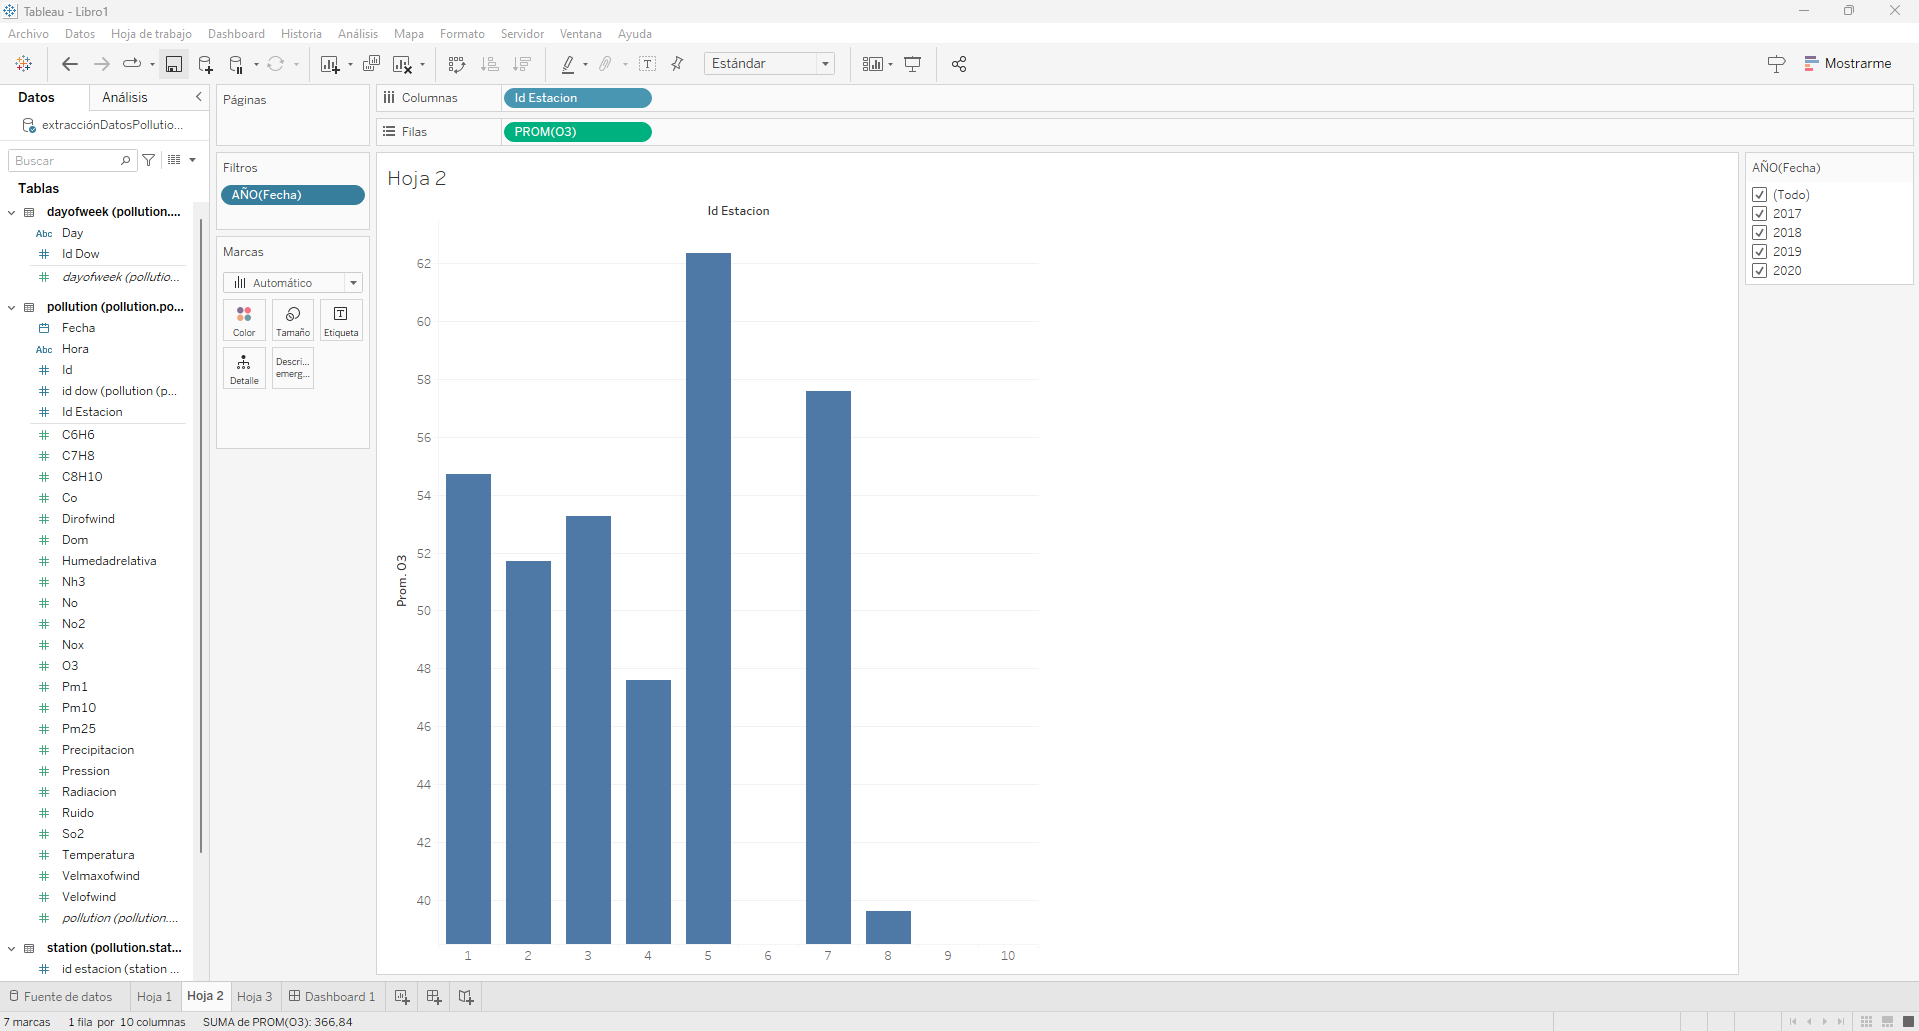 Tableau - Libro1
Archivo Datos Hoja de trabajo Dashboard Historia Análisis Mapa Formato Servidor Ventana Ayuda
Estándar
Mostrarme
Datos Análisis
extracciónDatosPollutio...
Buscar
Tablas
dayofweek (pollution....
Abc Day
Id Dow
dayofweek (pollutio...
pollution (pollution.po...
Fecha
Abc Hora
Id
id dow (pollution (p...
Id Estacion
C6H6
C7H8
C8H10
Co
Dirofwind
Dom
Humedadrelativa
Nh3
No
No2
Nox
O3
Pm1
Pm10
Pm25
Precipitacion
Pression
Radiacion
Ruido
So2
Temperatura
Velmaxofwind
Velofwind
pollution (pollution....
station (pollution.stat...
id estacion (station ...
Páginas
Filtros
AÑO(Fecha)
Marcas
Automático
Color Tamaño Etiqueta
Detalle
Descri...
emerg...
Columnas Id Estacion
Filas PROM(O3)
Hoja 2
Id Estacion
Prom. O3
62
60
58
56
54
52
50
48
46
44
42
40
1 2 3 4 5 6 7 8 9 10
AÑO(Fecha)
(Todo)
2017
2018
2019
2020
Fuente de datos Hoja 1 Hoja 2 Hoja 3 Dashboard 1
7 marcas 1 fila por 10 columnas SUMA de PROM(O3): 366,84